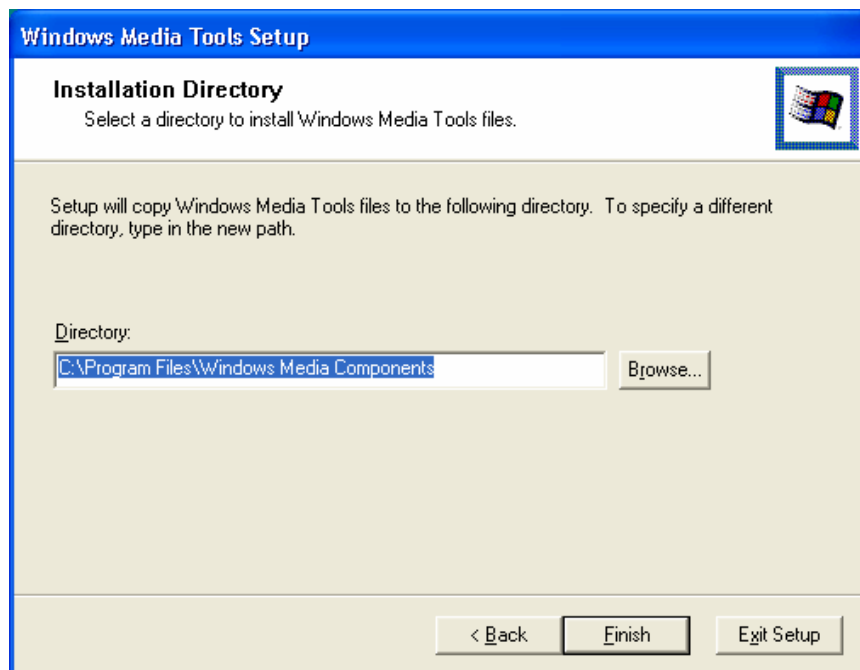 Windows Media Tools Setup
Installation Directory
Select a directory to install Windows Media Tools files.
Setup will copy Windows Media Tools files to the following directory.  To specify a different
directory, type in the new path.
Directory:
C:\Program Files\Windows Media Components
Browse...
< Back
Finish
Exit Setup